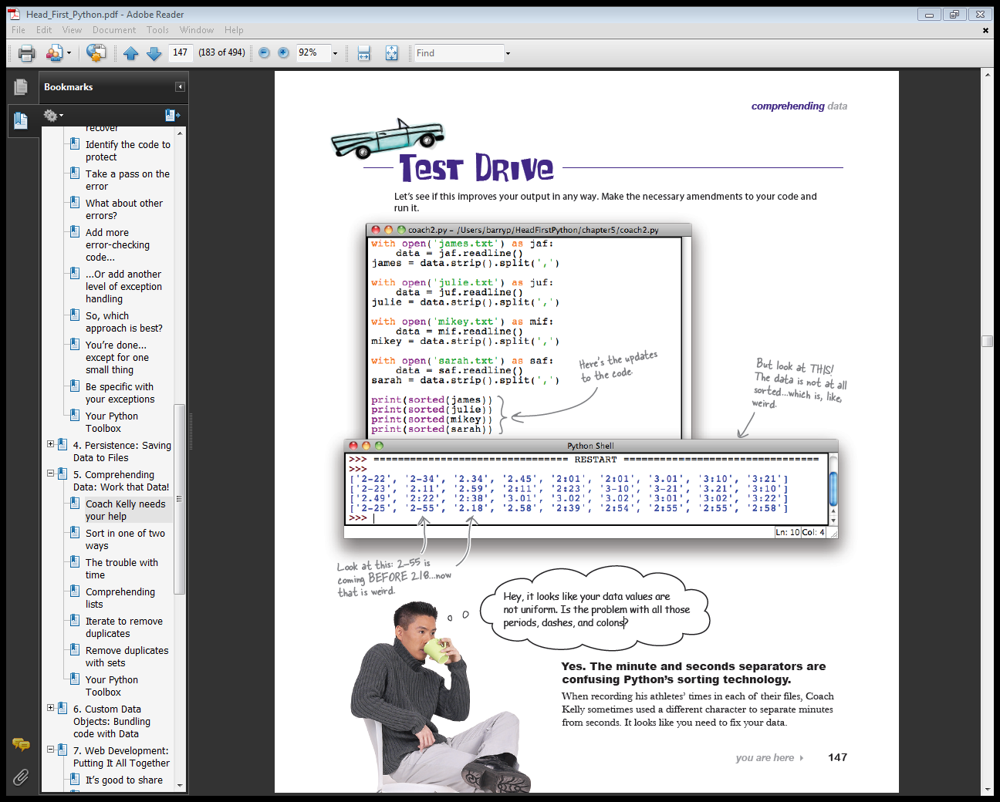 Head_First_Python.pdf - Adobe Reader
File Edit View Document Tools Window Help
147 (183 of 494) 92% Find
Bookmarks
recover
Identify the code to
protect
Take a pass on the
error
What about other
errors?
Add more
error-checking
code...
...Or add another
level of exception
handling
So, which
approach is best?
You're done...
except for one
small thing
Be specific with
your exceptions
Your Python
Toolbox
4. Persistence: Saving
Data to Files
5. Comprehending
Data: Work that Data!
Coach Kelly needs
your help
Sort in one of two
ways
The trouble with
time
Comprehending
lists
Iterate to remove
duplicates
Remove duplicates
with sets
Your Python
Toolbox
6. Custom Data
Objects: Bundling
code with Data
7. Web Development:
Putting It All Together
It's good to share
comprehending data
Test Drive
Let's see if this improves your output in any way. Make the necessary amendments to your code and
run it.
coach2.py - /Users/barryp/HeadFirstPython/chapter5/coach2.py
with open('james.txt') as jaf:
    data = jaf.readline()
james = data.strip().split(',')
with open('julie.txt') as juf:
    data = juf.readline()
julie = data.strip().split(',')
with open('mikey.txt') as mif:
    data = mif.readline()
mikey = data.strip().split(',')
with open('sarah.txt') as saf:
    data = saf.readline()
sarah = data.strip().split(',')
print(sorted(james))
print(sorted(julie))
print(sorted(mikey))
print(sorted(sarah))
Here's the updates
to the code.
But look at THIS!
The data is not at all
sorted...which is, like,
weird.
Python Shell
>>> ================================ RESTART ================================
>>>
['2-22', '2-34', '2.34', '2.45', '2:01', '2:01', '3.01', '3:10', '3:21']
['2-23', '2.11', '2.59', '2:11', '2:23', '3-10', '3-21', '3.21', '3:10']
['2.49', '2:22', '2:38', '3.01', '3.02', '3.02', '3:01', '3:02', '3:22']
['2-25', '2-55', '2.18', '2.58', '2:39', '2:54', '2:55', '2:55', '2:58']
>>>
Ln: 10 Col: 4
Look at this: 2-55 is
coming BEFORE 2.18...now
that is weird.
Hey, it looks like your data values are
not uniform. Is the problem with all those
periods, dashes, and colons?
Yes. The minute and seconds separators are
confusing Python's sorting technology.
When recording his athletes' times in each of their files, Coach
Kelly sometimes used a different character to separate minutes
from seconds. It looks like you need to fix your data.
you are here 147